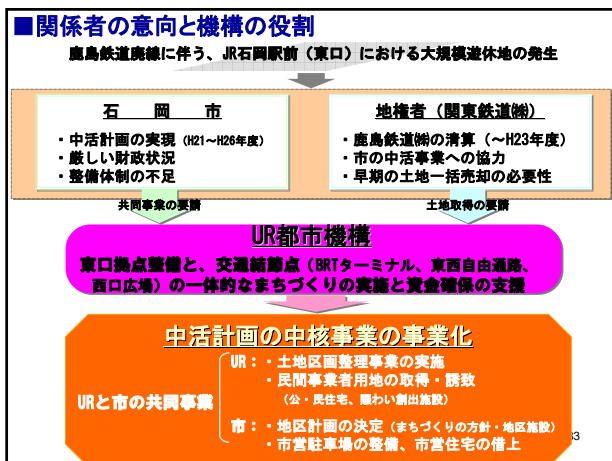 ■関係者の意向と機構の役割
鹿島鉄道廃線に伴う、JR石岡駅前（東口）における大規模遊休地の発生
石　岡　市
・中活計画の実現（H21～H26年度）
・厳しい財政状況
・整備体制の不足
地権者（関東鉄道㈱）
・鹿島鉄道㈱の清算（～H23年度）
・市の中活事業への協力
・早期の土地一括売却の必要性
共同事業の要請
土地取得の要請
UR都市機構
東口拠点整備と、交通結節点（BRTターミナル、東西自由通路、
西口広場）の一体的なまちづくりの実施と資金確保の支援
中活計画の中核事業の事業化
URと市の共同事業
UR：・土地区画整理事業の実施
・民間事業者用地の取得・誘致
（公・民住宅、賑わい創出施設）
市：・地区計画の決定（まちづくりの方針・地区施設）
・市営駐車場の整備、市営住宅の借上